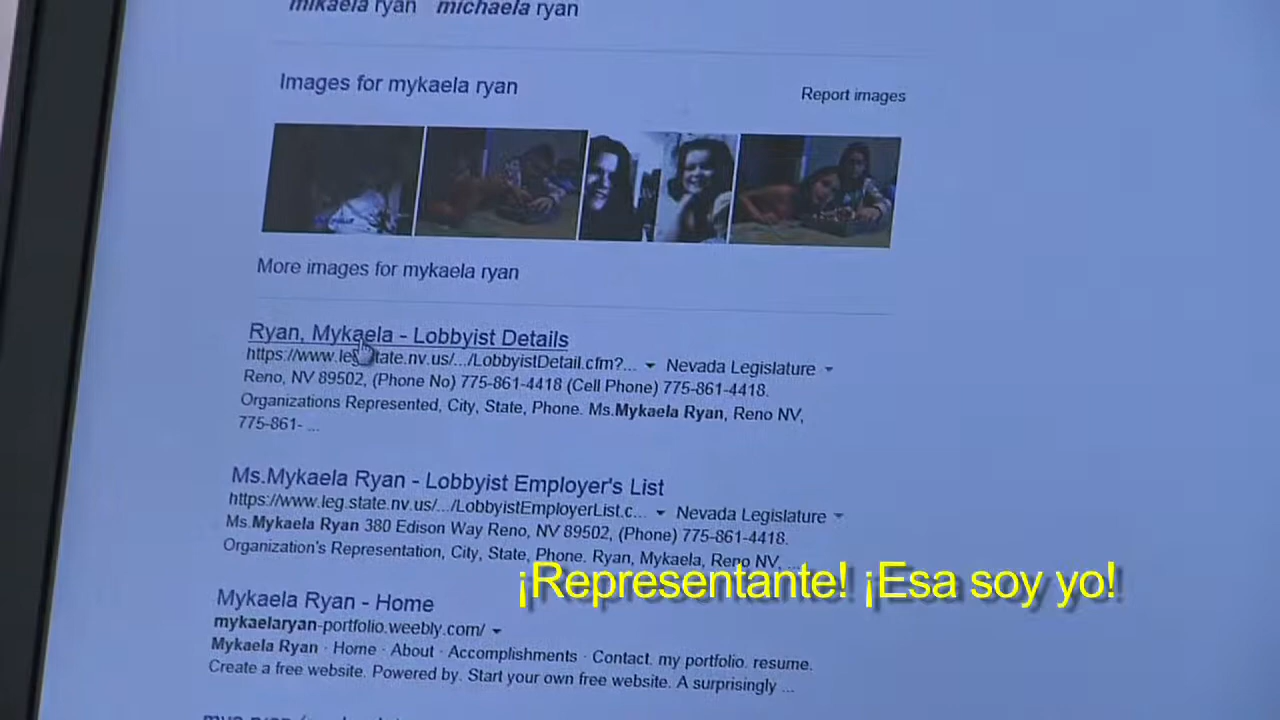 mikaela ryan michaela ryan
Images for mykaela ryan
Report images
More images for mykaela ryan
Ryan, Mykaela - Lobbyist Details
https://www.leg.state.nv.us/.../LobbyistDetail.cfm?... Nevada Legislature
Reno, NV 89502, (Phone No) 775-861-4418 (Cell Phone) 775-861-4418.
Organizations Represented, City, State, Phone. Ms.Mykaela Ryan, Reno NV,
775-861- ...
Ms.Mykaela Ryan - Lobbyist Employer's List
https://www.leg.state.nv.us/.../LobbyistEmployerList.c... Nevada Legislature
Ms.Mykaela Ryan 380 Edison Way Reno, NV 89502, (Phone) 775-861-4418.
Organization's Representation, City, State, Phone. Ryan, Mykaela, Reno NV, ...
¡Representante! ¡Esa soy yo!
Mykaela Ryan - Home
mykaelaryan-portfolio.weebly.com/
Mykaela Ryan · Home · About · Accomplishments · Contact. my portfolio. resume.
Create a free website. Powered by. Start your own free website. A surprisingly ...